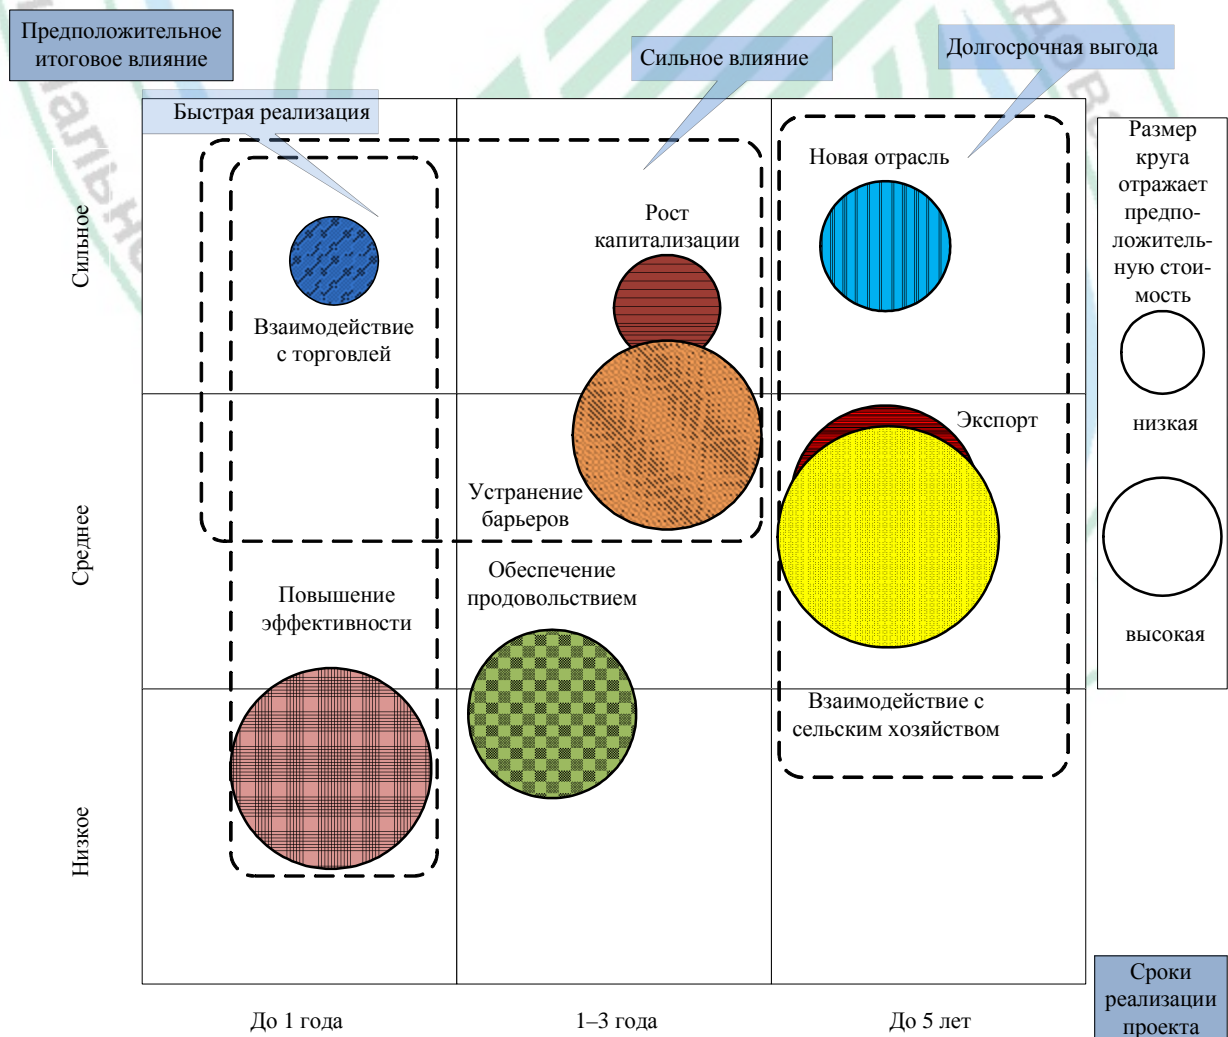 Предположительное
итоговое влияние
Сильное влияние
Долгосрочная выгода
Быстрая реализация
Сильное
Среднее
Низкое
Взаимодействие
с торговлей
Рост
капитализации
Новая отрасль
Устранение
барьеров
Экспорт
Повышение
эффективности
Обеспечение
продовольствием
Взаимодействие с
сельским хозяйством
Размер
круга
отражает
предпо-
ложитель-
ную стои-
мость
низкая
высокая
До 1 года
1–3 года
До 5 лет
Сроки
реализации
проекта